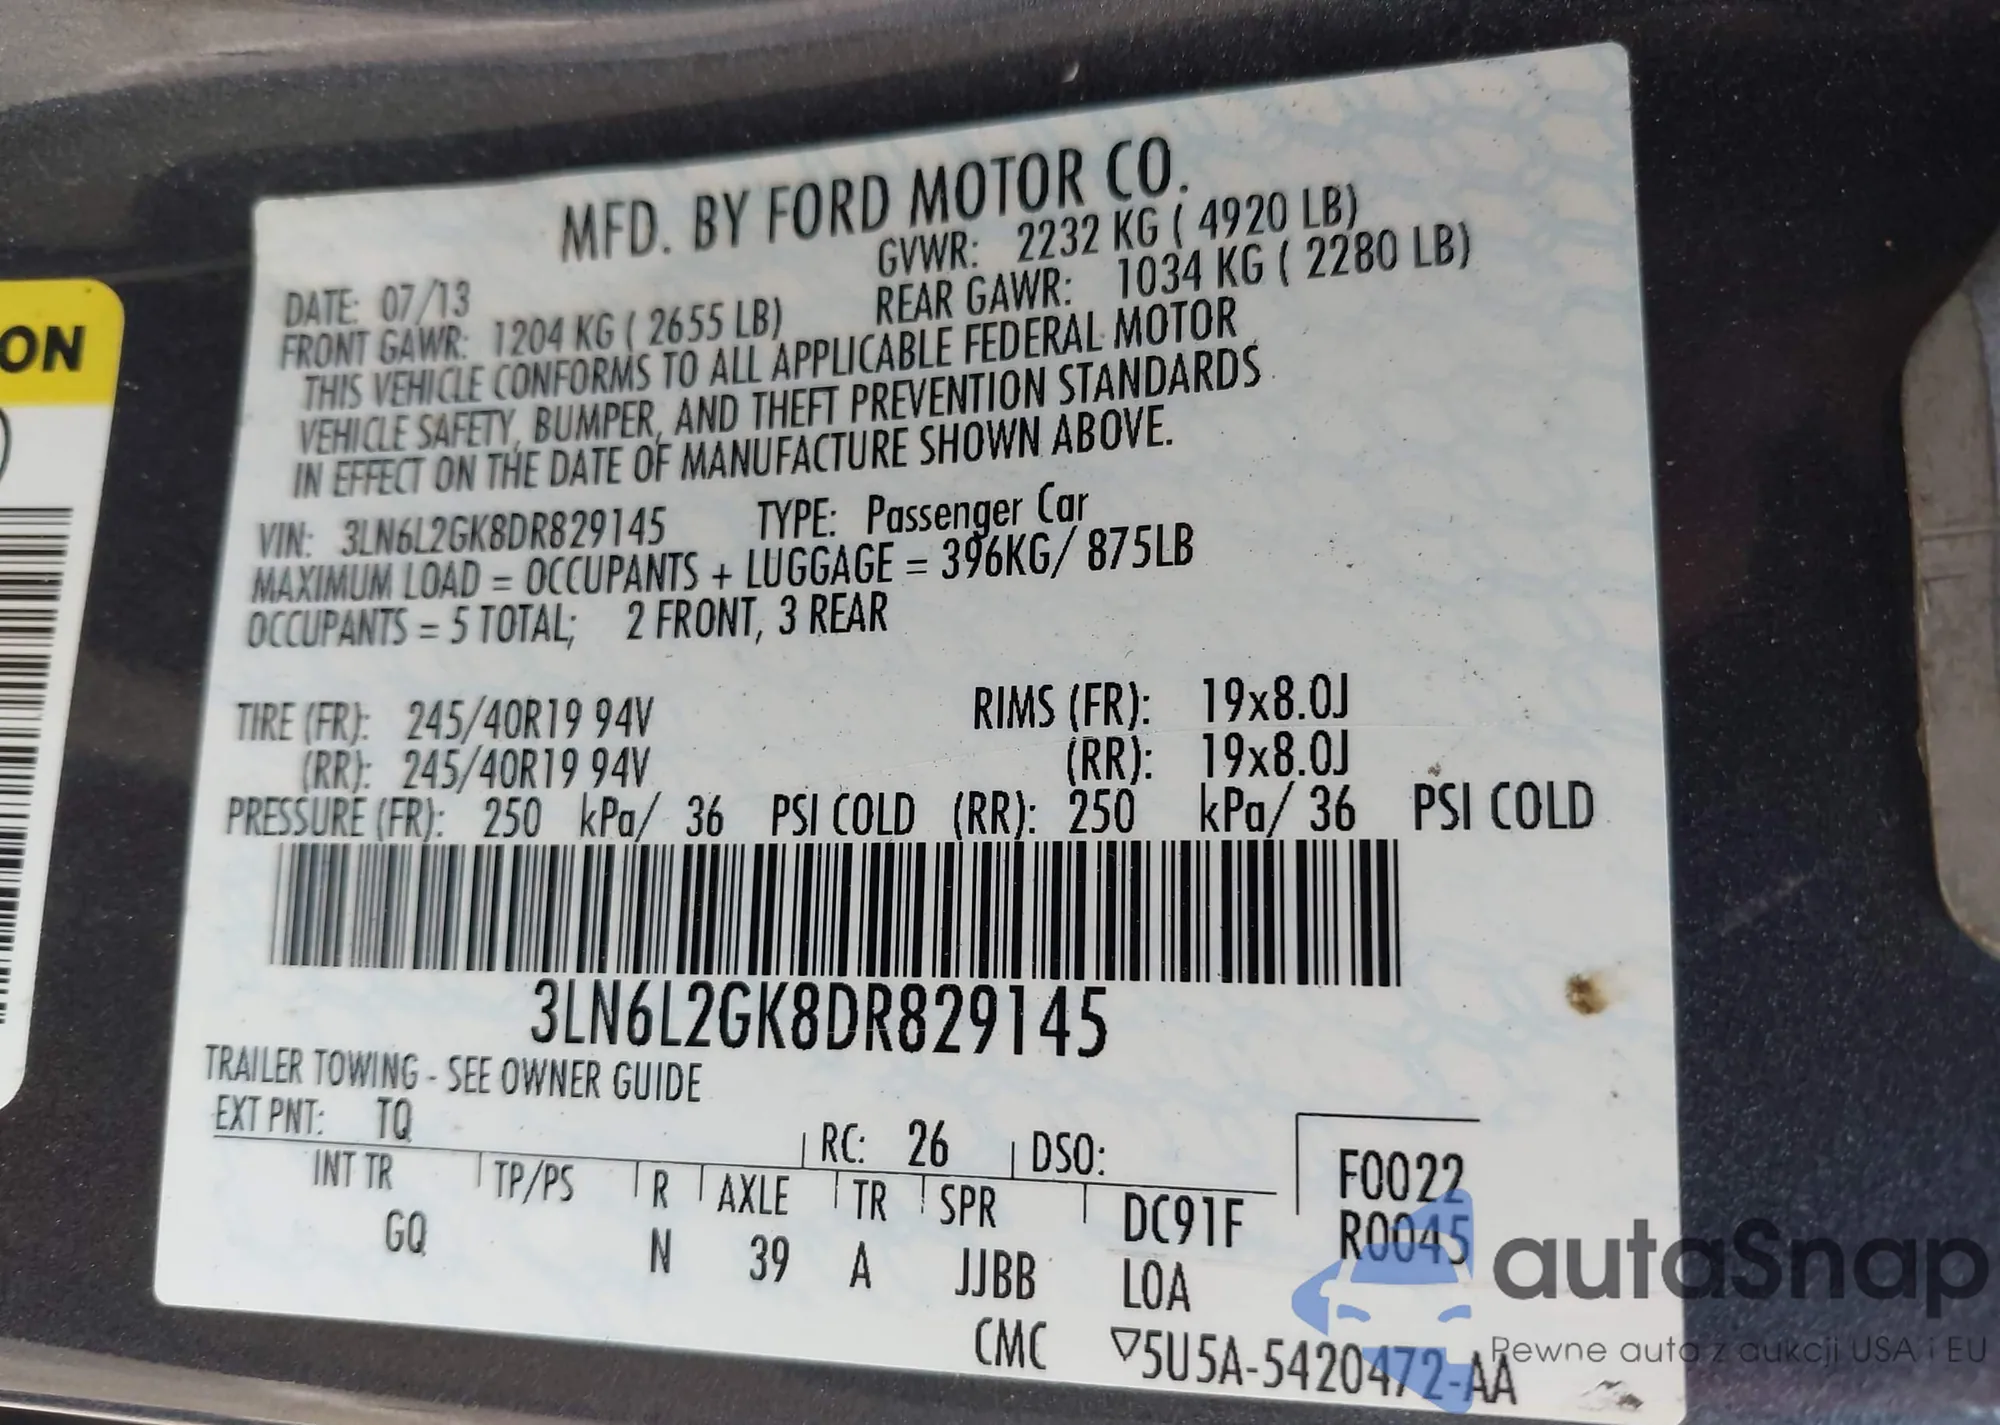 ON
MFD. BY FORD MOTOR CO.
DATE: 07/13 GVWR: 2232 KG ( 4920 LB)
FRONT GAWR: 1204 KG ( 2655 LB) REAR GAWR: 1034 KG ( 2280 LB)
THIS VEHICLE CONFORMS TO ALL APPLICABLE FEDERAL MOTOR
VEHICLE SAFETY, BUMPER, AND THEFT PREVENTION STANDARDS
IN EFFECT ON THE DATE OF MANUFACTURE SHOWN ABOVE.
VIN: 3LN6L2GK8DR829145 TYPE: Passenger Car
MAXIMUM LOAD = OCCUPANTS + LUGGAGE = 396KG/ 875LB
OCCUPANTS = 5 TOTAL; 2 FRONT, 3 REAR
TIRE (FR): 245/40R19 94V RIMS (FR): 19x8.0J
(RR): 245/40R19 94V (RR): 19x8.0J
PRESSURE (FR): 250 kPa/ 36 PSI COLD (RR): 250 kPa/ 36 PSI COLD
3LN6L2GK8DR829145
TRAILER TOWING - SEE OWNER GUIDE
EXT PNT: TQ RC: 26 DSO: F0022
INT TR TP/PS R AXLE TR SPR DC91F R0045
GQ N 39 A JJBB LOA
CMC ▽5U5A-5420472-AA
autaSnap
Pewne auta z aukcji USA i EU